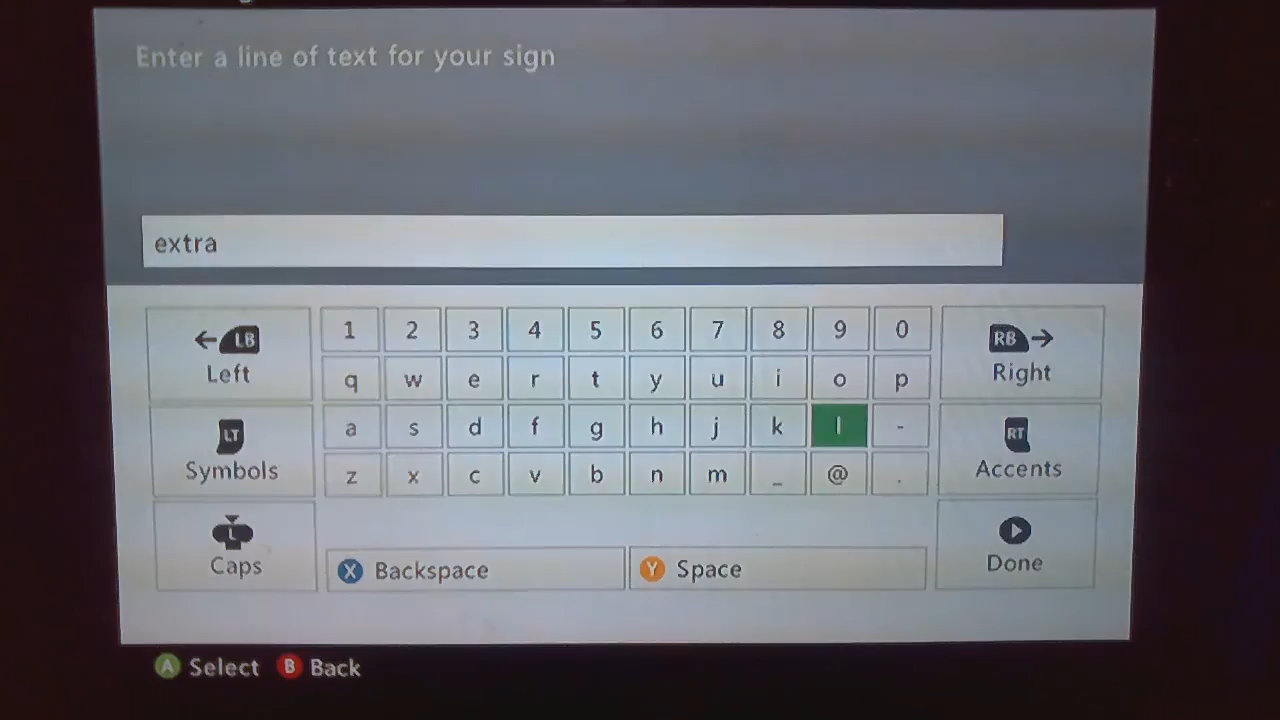 Enter a line of text for your sign
extra
LB
Left
1 2 3 4 5 6 7 8 9 0
RB
Right
q w e r t y u i o p
LT
Symbols
a s d f g h j k l -
RT
Accents
z x c v b n m _ @ .
L
Caps
X Backspace
Y Space
Done
A Select B Back